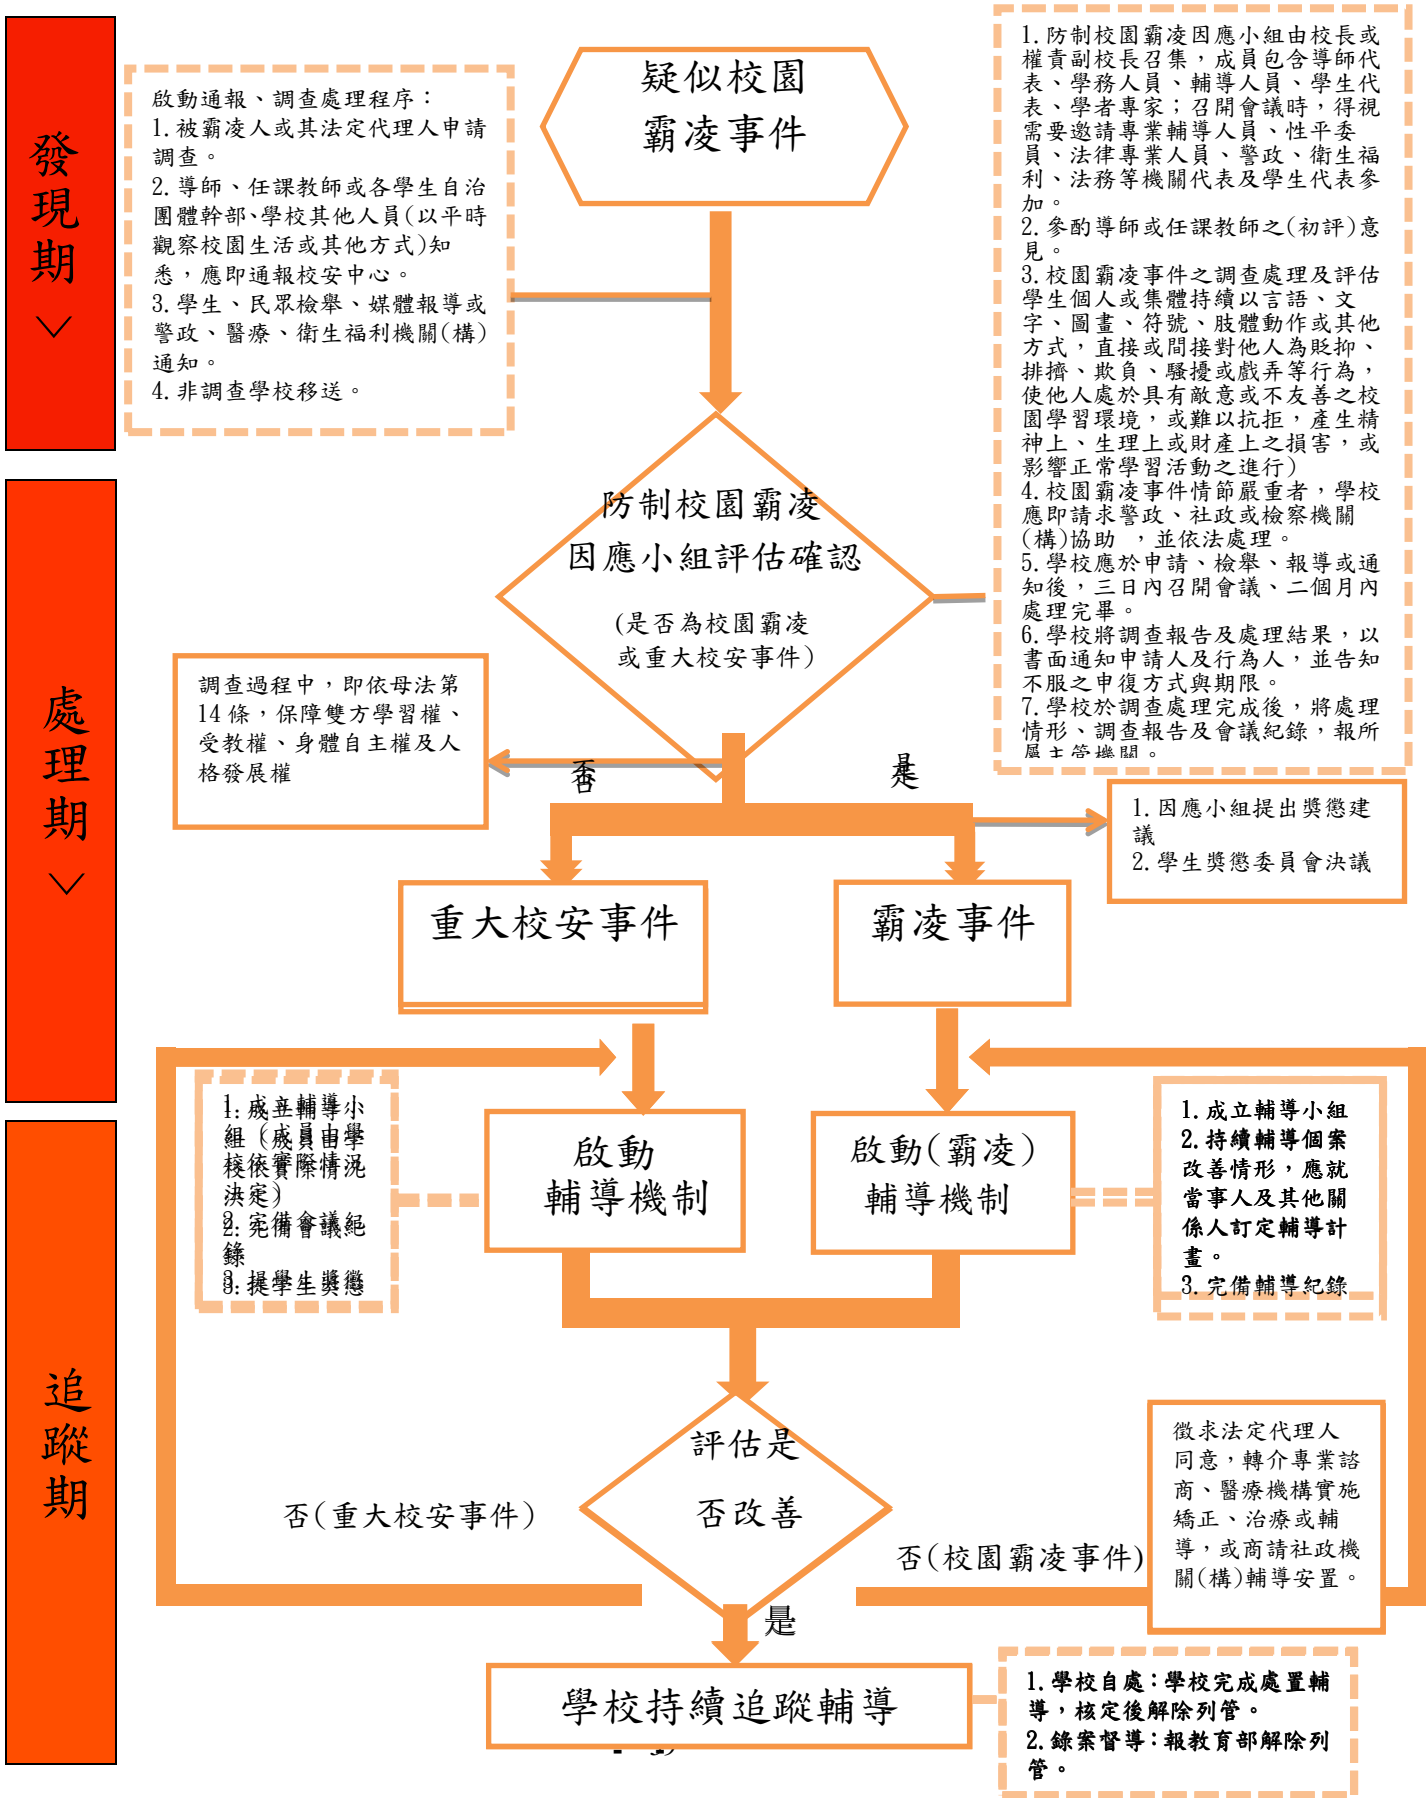 發現期
疑似校園
霸凌事件
啟動通報、調查處理程序：
1.被霸凌人或其法定代理人申請
調查。
2.導師、任課教師或各學生自治
團體幹部、學校其他人員(以平時
觀察校園生活或其他方式)知
悉，應即通報校安中心。
3.學生、民眾檢舉、媒體報導或
警政、醫療、衛生福利機關(構)
通知。
4.非調查學校移送。
1.防制校園霸凌因應小組由校長或
權責副校長召集，成員包含導師代
表、學務人員、輔導人員、學生代
表、學者專家；召開會議時，得視
需要邀請專業輔導人員、性平委
員、法律專業人員、警政、衛生福
利、法務等機關代表及學生代表參
加。
2.參酌導師或任課教師之(初評)意
見。
3.校園霸凌事件之調查處理及評估
學生個人或集體持續以言語、文
字、圖畫、符號、肢體動作或其他
方式，直接或間接對他人為貶抑、
排擠、欺負、騷擾或戲弄等行為，
使他人處於具有敵意或不友善之校
園學習環境，或難以抗拒，產生精
神上、生理上或財產上之損害，或
影響正常學習活動之進行)
4.校園霸凌事件情節嚴重者，學校
應即請求警政、社政或檢察機關
(構)協助 ，並依法處理。
5.學校應於申請、檢舉、報導或通
知後，三日內召開會議、二個月內
處理完畢。
6.學校將調查報告及處理結果，以
書面通知申請人及行為人，並告知
不服之申復方式與期限。
7.學校於調查處理完成後，將處理
情形、調查報告及會議紀錄，報所
屬主管機關。
處理期
防制校園霸凌
因應小組評估確認
(是否為校園霸凌
或重大校安事件)
調查過程中，即依母法第
14條，保障雙方學習權、
受教權、身體自主權及人
格發展權
否
是
1.因應小組提出獎懲建
議
2.學生獎懲委員會決議
重大校安事件
霸凌事件
1.成立輔導小
組（成員由學
校依實際情況
決定)
2.完備會議紀
錄
3.提學生獎懲
啟動
輔導機制
啟動(霸凌)
輔導機制
1.成立輔導小組
2.持續輔導個案
改善情形，應就
當事人及其他關
係人訂定輔導計
畫。
3.完備輔導紀錄
追蹤期
評估是
否改善
否(重大校安事件)
否(校園霸凌事件)
徵求法定代理人
同意，轉介專業諮
商、醫療機構實施
矯正、治療或輔
導，或商請社政機
關(構)輔導安置。
是
學校持續追蹤輔導
1.學校自處：學校完成處置輔
導，核定後解除列管。
2.錄案督導：報教育部解除列
管。